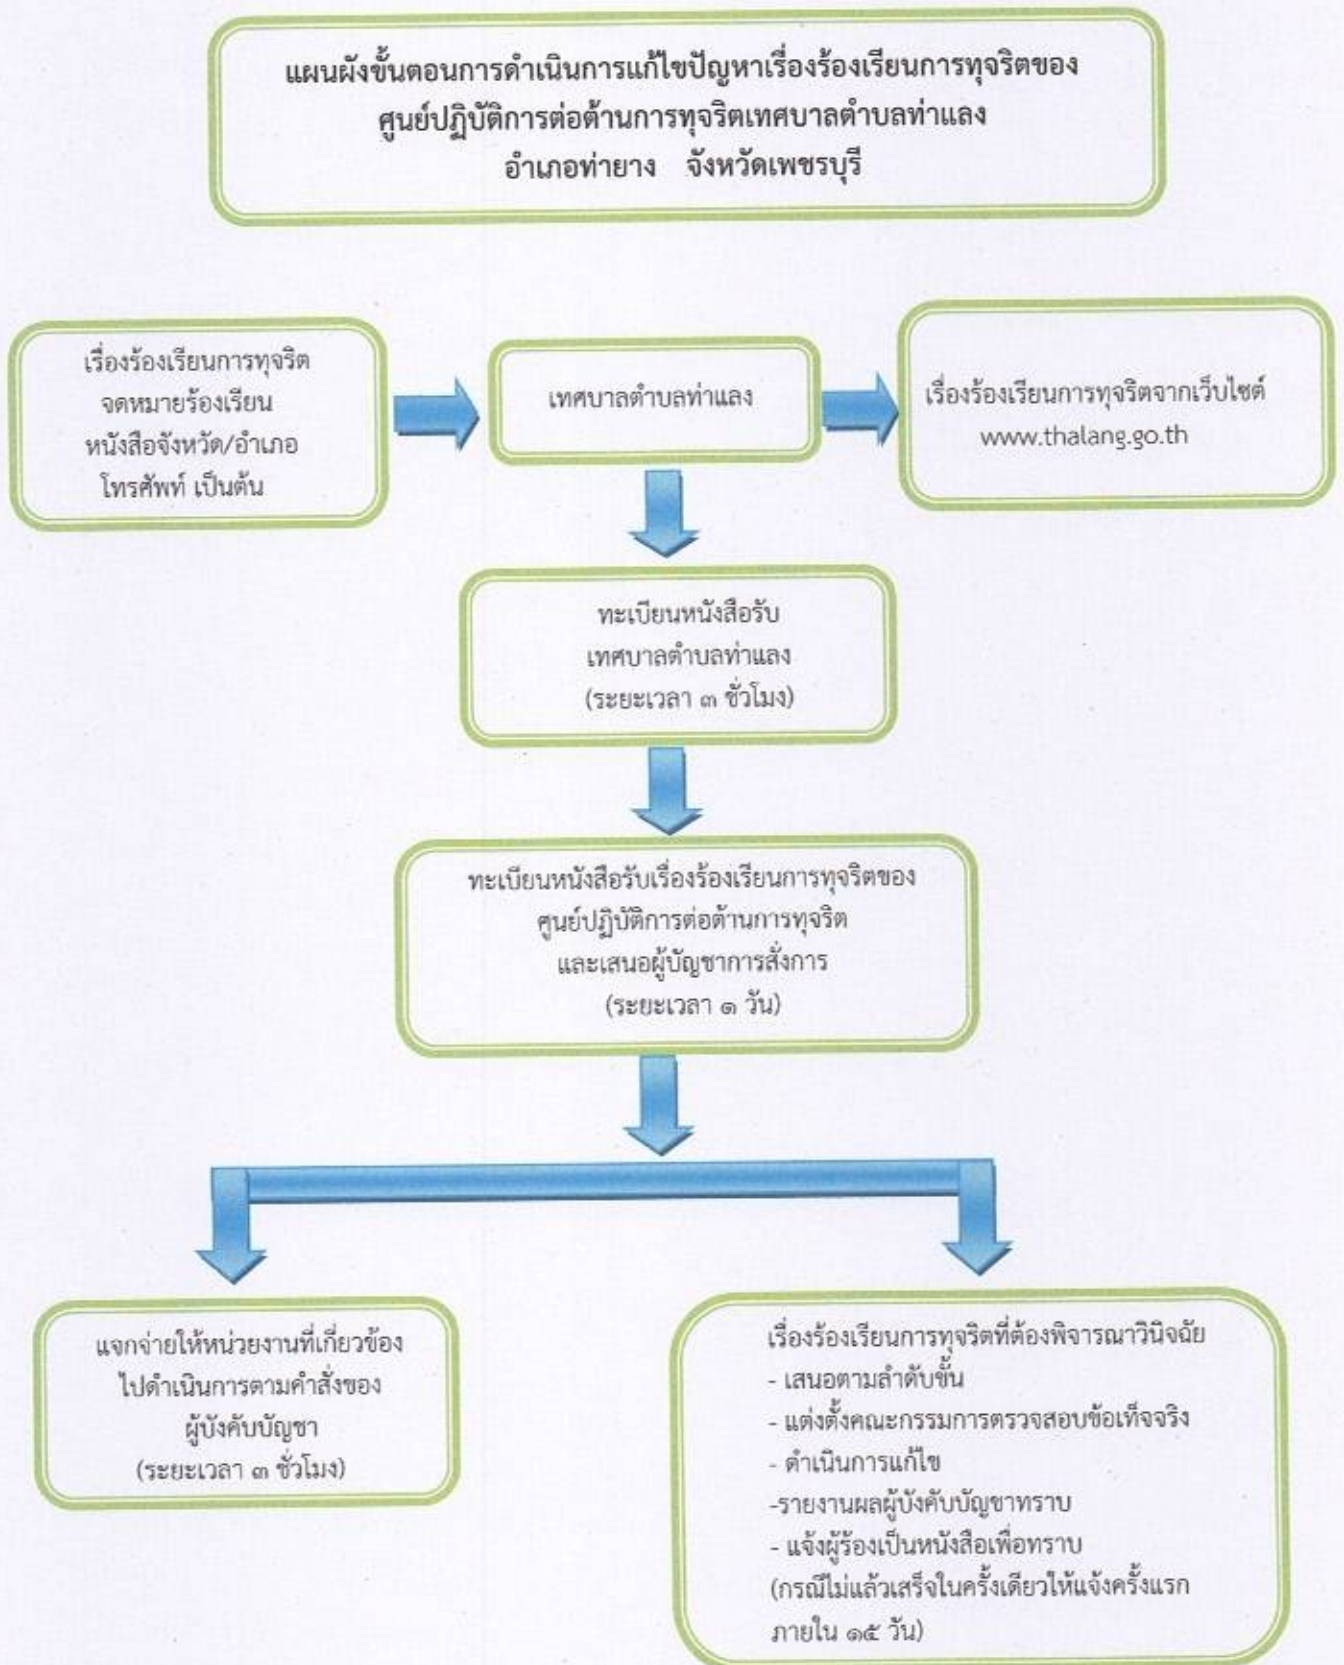 แผนผังขั้นตอนการดำเนินการแก้ไขปัญหาเรื่องร้องเรียนการทุจริตของ
ศูนย์ปฏิบัติการต่อต้านการทุจริตเทศบาลตำบลท่าแลง
อำเภอท่ายาง จังหวัดเพชรบุรี
เรื่องร้องเรียนการทุจริต
จดหมายร้องเรียน
หนังสือจังหวัด/อำเภอ
โทรศัพท์ เป็นต้น
เทศบาลตำบลท่าแลง
เรื่องร้องเรียนการทุจริตจากเว็บไซต์
www.thalang.go.th
ทะเบียนหนังสือรับ
เทศบาลตำบลท่าแลง
(ระยะเวลา ๓ ชั่วโมง)
ทะเบียนหนังสือรับเรื่องร้องเรียนการทุจริตของ
ศูนย์ปฏิบัติการต่อต้านการทุจริต
และเสนอผู้บัญชาการสั่งการ
(ระยะเวลา ๑ วัน)
แจกจ่ายให้หน่วยงานที่เกี่ยวข้อง
ไปดำเนินการตามคำสั่งของ
ผู้บังคับบัญชา
(ระยะเวลา ๓ ชั่วโมง)
เรื่องร้องเรียนการทุจริตที่ต้องพิจารณาวินิจฉัย
- เสนอตามลำดับขั้น
- แต่งตั้งคณะกรรมการตรวจสอบข้อเท็จจริง
- ดำเนินการแก้ไข
-รายงานผลผู้บังคับบัญชาทราบ
- แจ้งผู้ร้องเป็นหนังสือเพื่อทราบ
(กรณีไม่แล้วเสร็จในครั้งเดียวให้แจ้งครั้งแรก
ภายใน ๑๕ วัน)